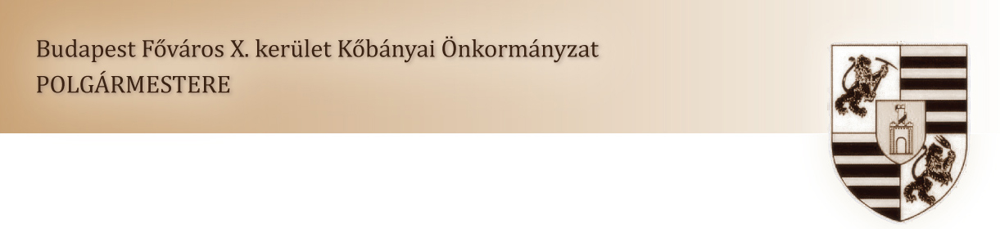 Budapest Főváros X. kerület Kőbányai Önkormányzat
POLGÁRMESTERE